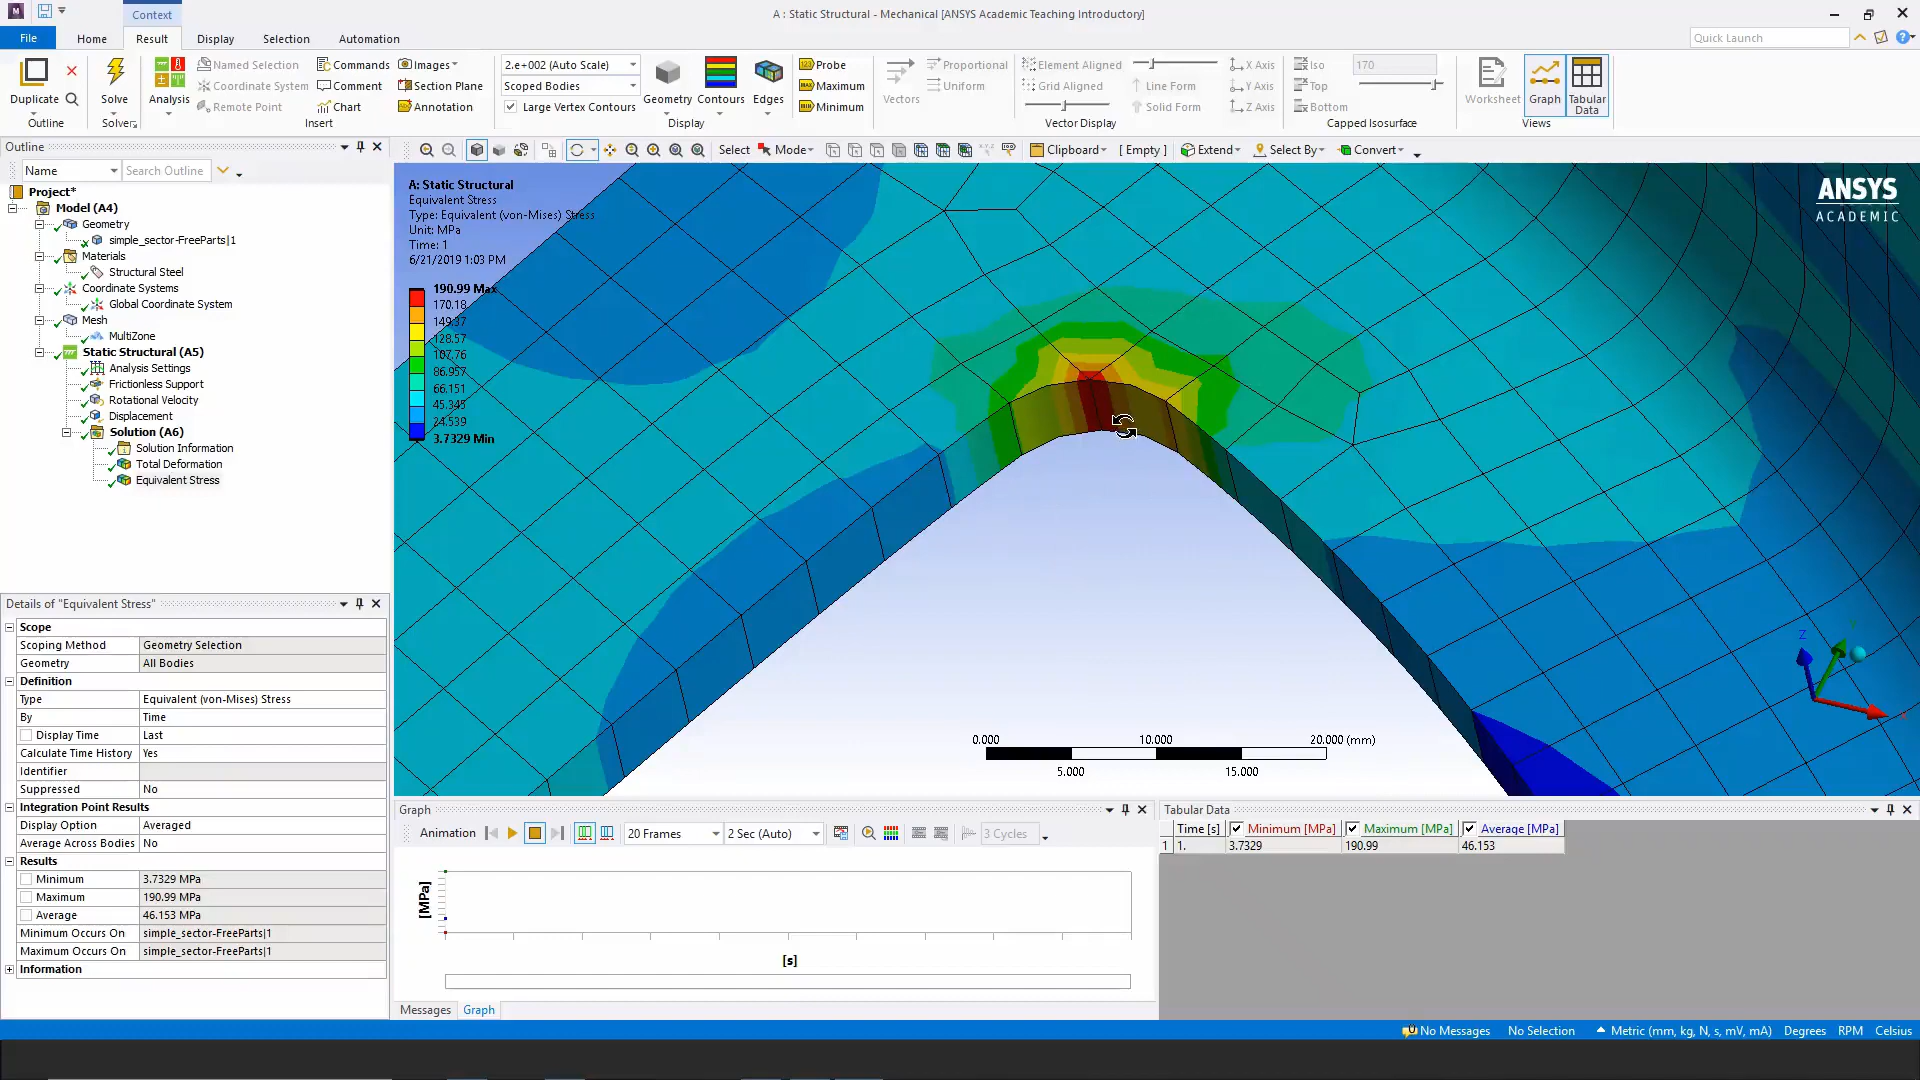 Context
A : Static Structural - Mechanical [ANSYS Academic Teaching Introductory]
File Home Result Display Selection Automation Quick Launch
Duplicate
Outline
Solve
Solver
Analysis
Named Selection
Coordinate System
Remote Point
Commands
Comment
Chart
Images
Section Plane
Annotation
Insert
2.e+002 (Auto Scale)
Scoped Bodies
Large Vertex Contours
Geometry
Contours
Edges
Display
Probe
Maximum
Minimum
Vectors
Proportional
Uniform
Element Aligned
Grid Aligned
Line Form
Solid Form
X Axis
Y Axis
Z Axis
Vector Display
Iso
Top
Bottom
170
Capped Isosurface
Worksheet
Graph
Tabular Data
Views
Outline
Name Search Outline
Select Mode Clipboard [ Empty ] Extend Select By Convert
Project*
Model (A4)
Geometry
simple_sector-FreeParts|1
Materials
Structural Steel
Coordinate Systems
Global Coordinate System
Mesh
MultiZone
Static Structural (A5)
Analysis Settings
Frictionless Support
Rotational Velocity
Displacement
Solution (A6)
Solution Information
Total Deformation
Equivalent Stress
A: Static Structural
Equivalent Stress
Type: Equivalent (von-Mises) Stress
Unit: MPa
Time: 1
6/21/2019 1:03 PM
190.99 Max
170.18
149.37
128.57
107.76
86.957
66.151
45.345
24.539
3.7329 Min
ANSYS
ACADEMIC
Z
Y
X
0.000 10.000 20.000 (mm)
5.000 15.000
Details of "Equivalent Stress"
Scope
Scoping Method Geometry Selection
Geometry All Bodies
Definition
Type Equivalent (von-Mises) Stress
By Time
Display Time Last
Calculate Time History Yes
Identifier
Suppressed No
Integration Point Results
Display Option Averaged
Average Across Bodies No
Results
Minimum 3.7329 MPa
Maximum 190.99 MPa
Average 46.153 MPa
Minimum Occurs On simple_sector-FreeParts|1
Maximum Occurs On simple_sector-FreeParts|1
Information
Graph
Animation 20 Frames 2 Sec (Auto) 3 Cycles
[MPa]
[s]
Messages Graph
Tabular Data
Time [s] Minimum [MPa] Maximum [MPa] Average [MPa]
1 1. 3.7329 190.99 46.153
No Messages No Selection Metric (mm, kg, N, s, mV, mA) Degrees RPM Celsius